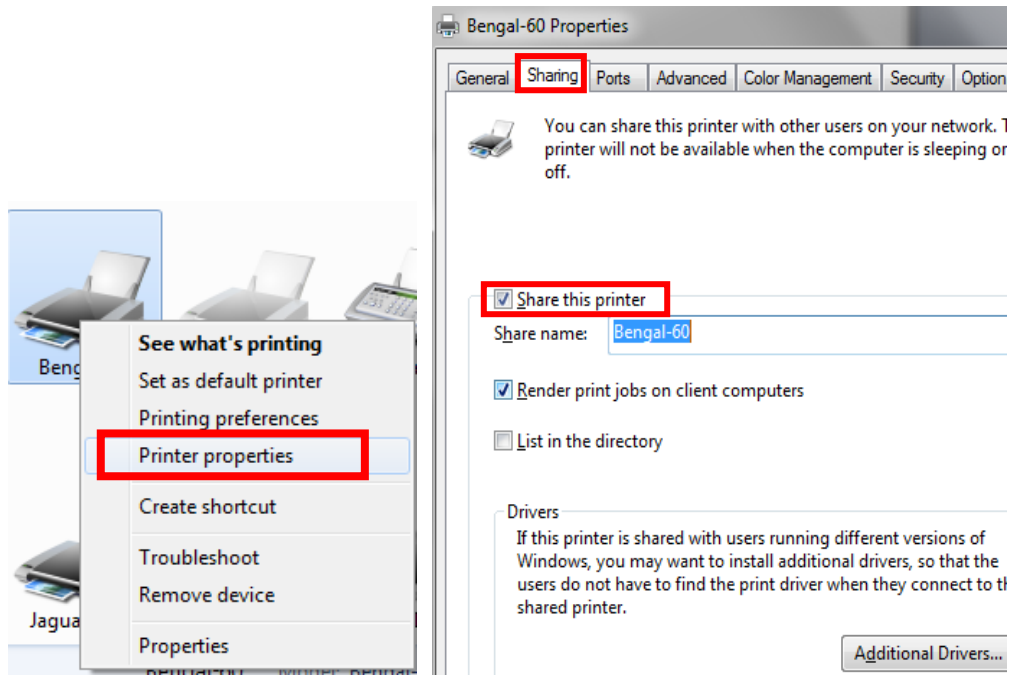 Beng
See what's printing
Set as default printer
Printing preferences
Printer properties
Create shortcut
Troubleshoot
Remove device
Properties
Jagua
Bengal-60 Model: Bengal-
Bengal-60 Properties
General Sharing Ports Advanced Color Management Security Option
You can share this printer with other users on your network. T
printer will not be available when the computer is sleeping or
off.
Share this printer
Share name: Bengal-60
Render print jobs on client computers
List in the directory
Drivers
If this printer is shared with users running different versions of
Windows, you may want to install additional drivers, so that the
users do not have to find the print driver when they connect to th
shared printer.
Additional Drivers...